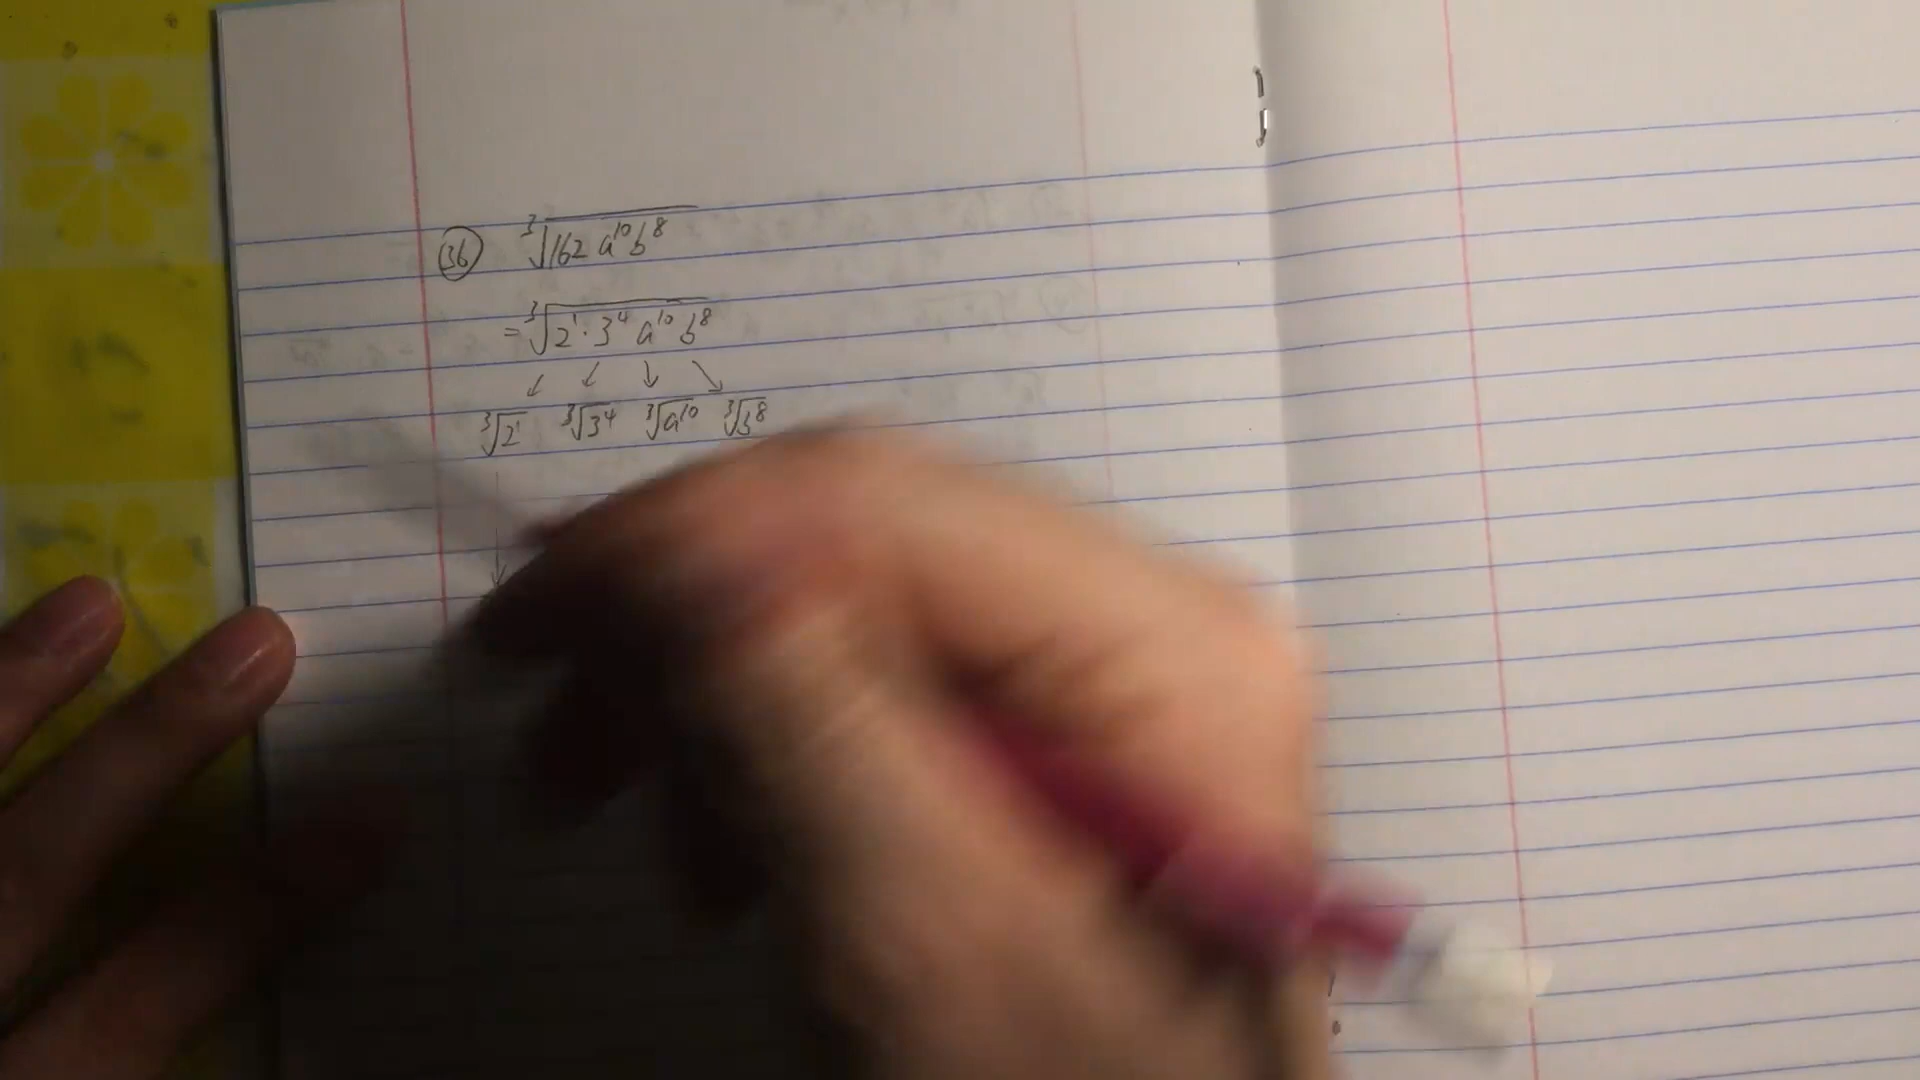 36 ∛162 a¹⁰b⁸
= ∛2¹·3⁴ a¹⁰ b⁸
↙ ↙ ↓ ↘
∛2¹ ∛3⁴ ∛a¹⁰ ∛b⁸
↓